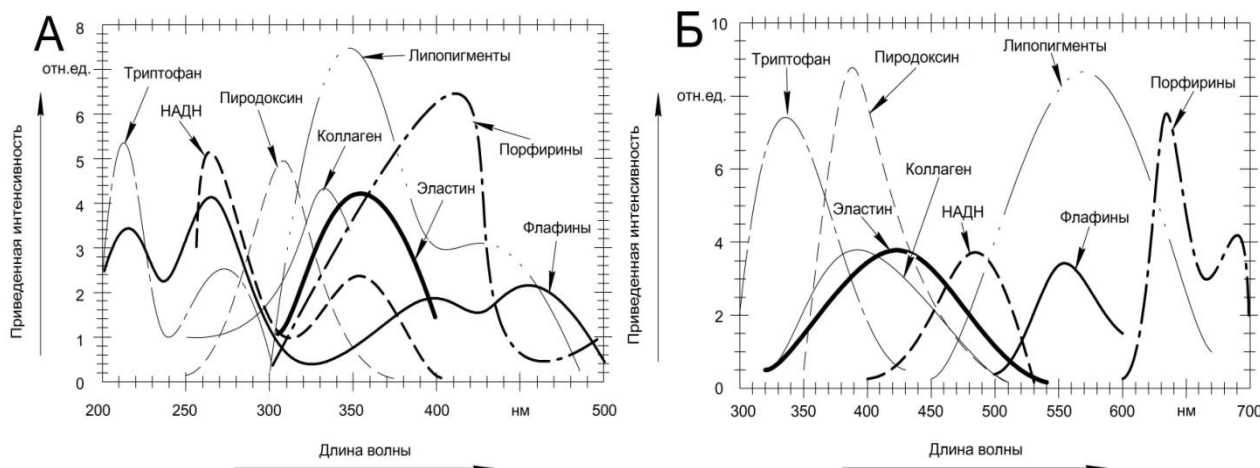 А
8
7
отн.ед.
6
5
4
3
2
1
0
Приведенная интенсивность
Триптофан
НАДН
Пиродоксин
Коллаген
Липопигменты
Порфирины
Эластин
Флафины
200
250
300
350
400
нм
500
Длина волны
Б
10
отн.ед.
6
4
2
0
Приведенная интенсивность
Триптофан
Пиродоксин
Липопигменты
Порфирины
Коллаген
Эластин
НАДН
Флафины
300
350
400
450
500
550
600
нм
700
Длина волны